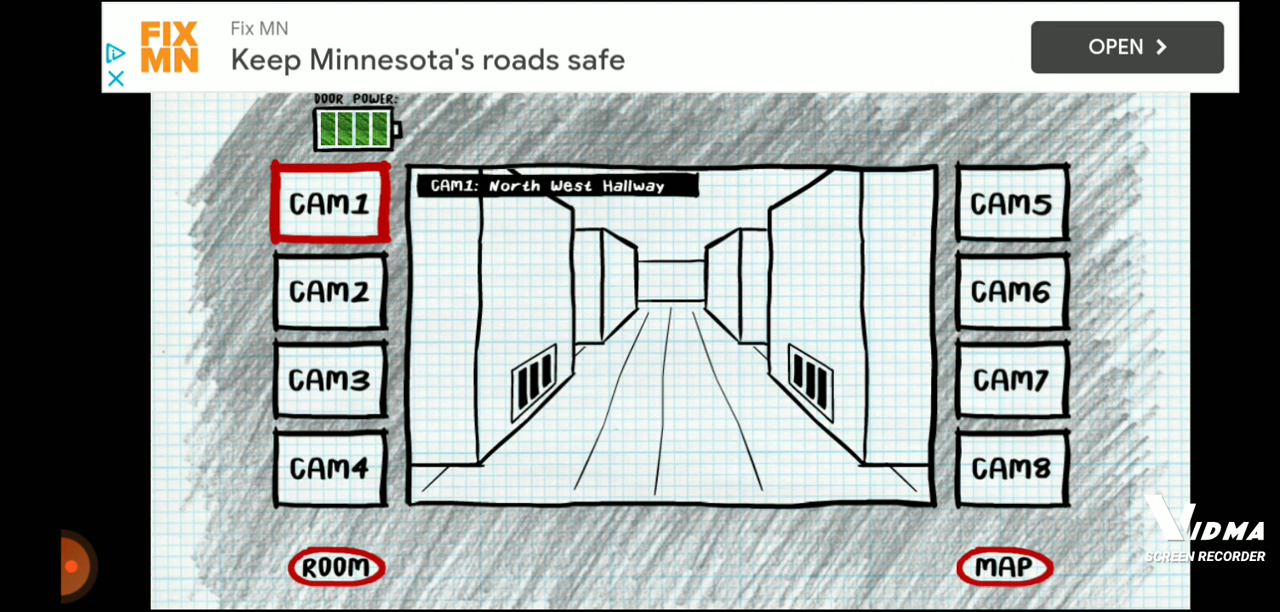 FIX
MN
Fix MN
Keep Minnesota's roads safe
OPEN
DOOR POWER:
CAM1
CAM2
CAM3
CAM4
CAM1: North West Hallway
CAM5
CAM6
CAM7
CAM8
ROOM
MAP
VIDMA
SCREEN RECORDER